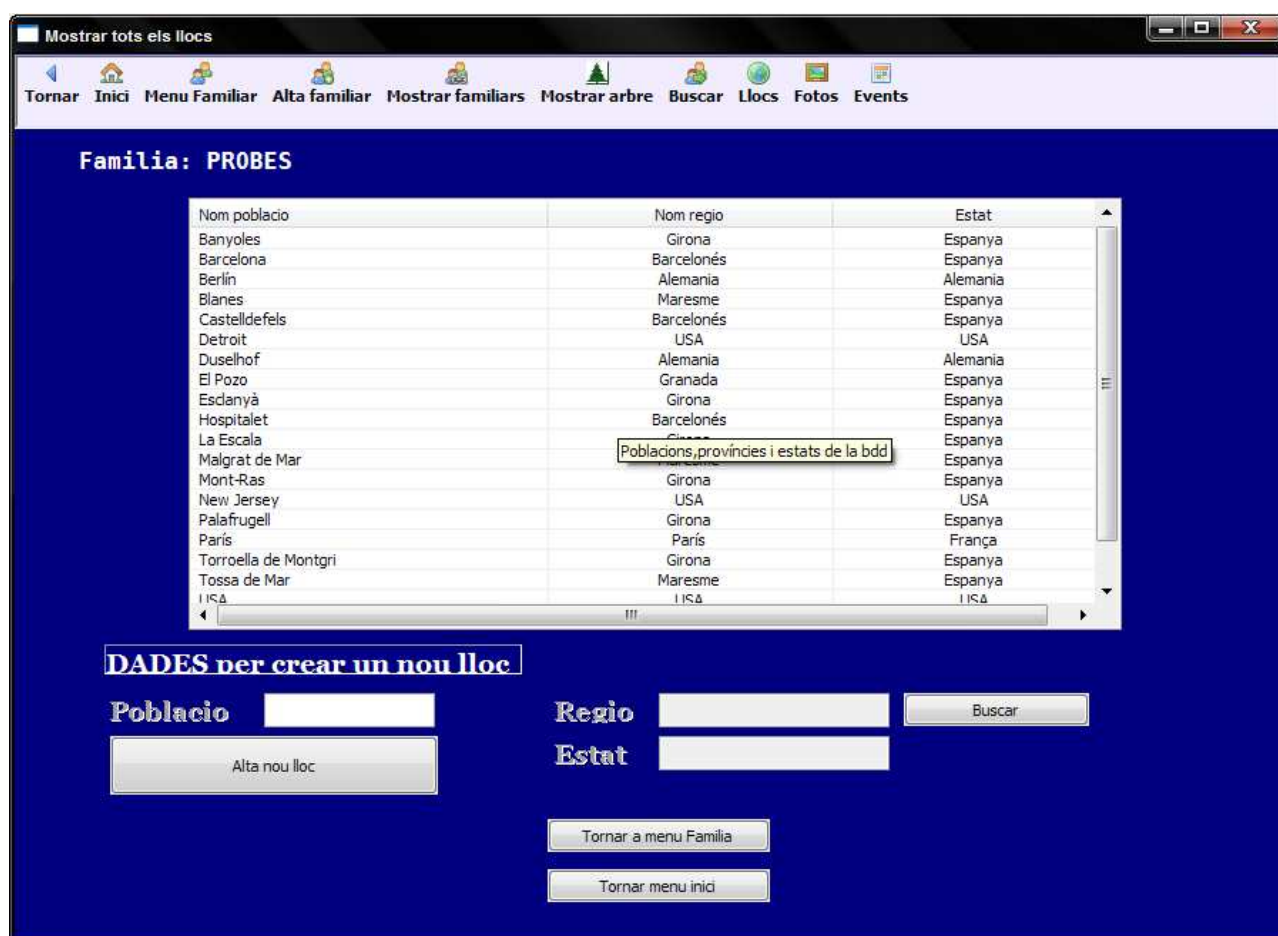 Mostrar tots els llocs
Tornar Inici Menu Familiar Alta familiar Mostrar familiars Mostrar arbre Buscar Llocs Fotos Events
Familia: PROBES
Nom poblacio Nom regio Estat
Banyoles Girona Espanya
Barcelona Barcelonés Espanya
Berlín Alemania Alemania
Blanes Maresme Espanya
Castelldefels Barcelonés Espanya
Detroit USA USA
Duselhof Alemania Alemania
El Pozo Granada Espanya
Esclanyà Girona Espanya
Hospitalet Barcelonés Espanya
La Escala Espanya
Poblacions,províncies i estats de la bdd
Malgrat de Mar Espanya
Mont-Ras Girona Espanya
New Jersey USA USA
Palafrugell Girona Espanya
París París França
Torroella de Montgri Girona Espanya
Tossa de Mar Maresme Espanya
USA USA USA
DADES per crear un nou lloc
Poblacio Regio Buscar
Alta nou lloc Estat
Tornar a menu Familia
Tornar menu inici